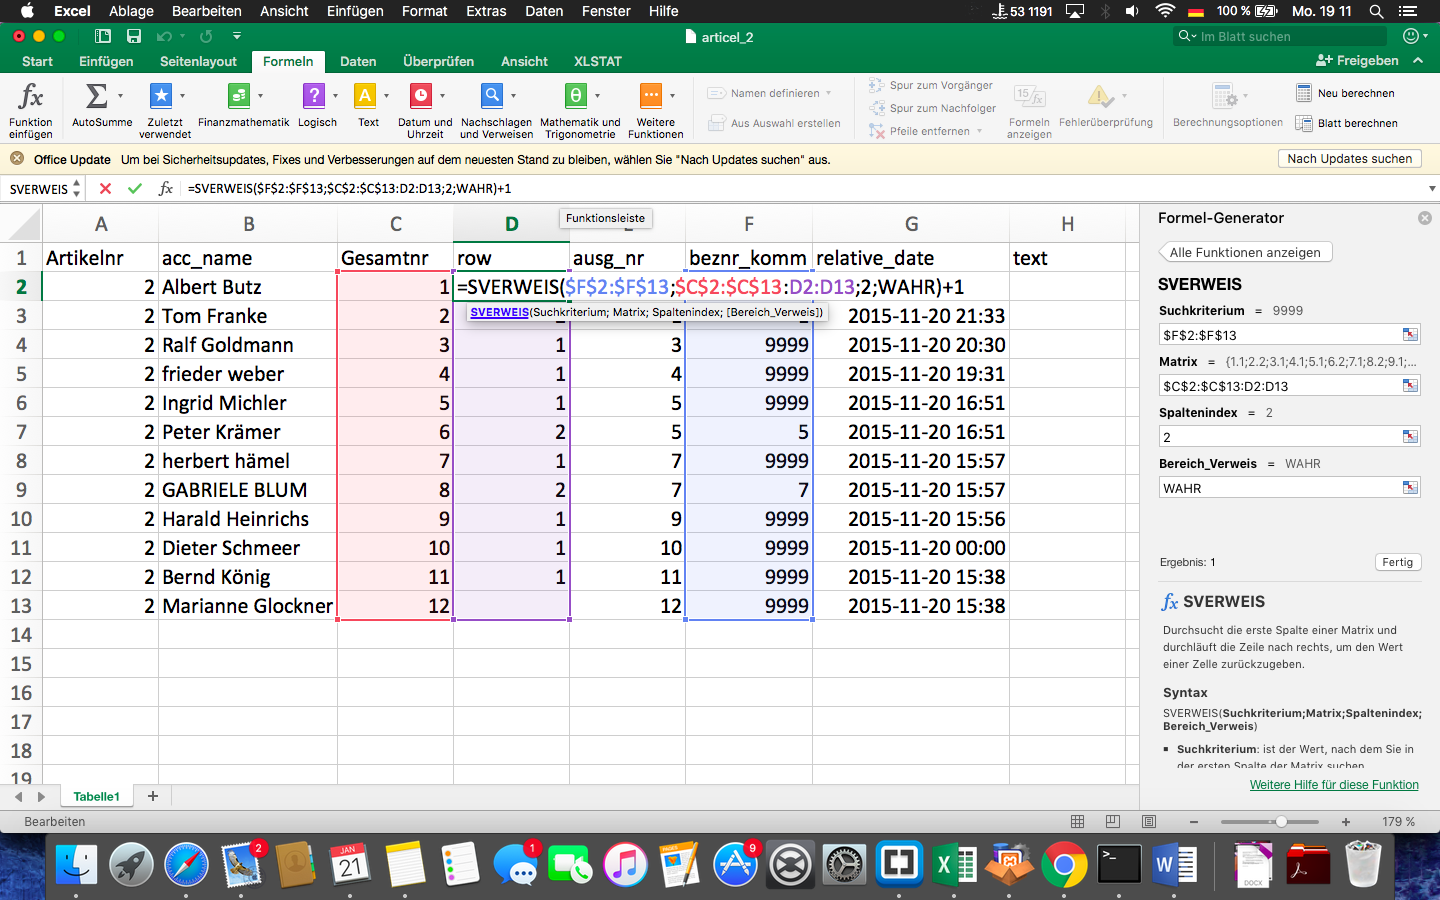 Excel Ablage Bearbeiten Ansicht Einfügen Format Extras Daten Fenster Hilfe 53 1191 100 % Mo. 19 11
articel_2
Im Blatt suchen
Start Einfügen Seitenlayout Formeln Daten Überprüfen Ansicht XLSTAT Freigeben
Funktion einfügen
AutoSumme
Zuletzt verwendet
Finanzmathematik
Logisch
Text
Datum und Uhrzeit
Nachschlagen und Verweisen
Mathematik und Trigonometrie
Weitere Funktionen
Namen definieren
Aus Auswahl erstellen
Spur zum Vorgänger
Spur zum Nachfolger
Pfeile entfernen
Formeln anzeigen
Fehlerüberprüfung
Berechnungsoptionen
Neu berechnen
Blatt berechnen
Office Update Um bei Sicherheitsupdates, Fixes und Verbesserungen auf dem neuesten Stand zu bleiben, wählen Sie "Nach Updates suchen" aus. Nach Updates suchen
SVERWEIS fx =SVERWEIS($F$2:$F$13;$C$2:$C$13:D2:D13;2;WAHR)+1
Funktionsleiste
A B C D F G H
1 Artikelnr acc_name Gesamtnr row ausg_nr beznr_komm relative_date text
2 2 Albert Butz 1 =SVERWEIS($F$2:$F$13;$C$2:$C$13:D2:D13;2;WAHR)+1
SVERWEIS(Suchkriterium; Matrix; Spaltenindex; [Bereich_Verweis])
3 2 Tom Franke 2 2015-11-20 21:33
4 2 Ralf Goldmann 3 1 3 9999 2015-11-20 20:30
5 2 frieder weber 4 1 4 9999 2015-11-20 19:31
6 2 Ingrid Michler 5 1 5 9999 2015-11-20 16:51
7 2 Peter Krämer 6 2 5 5 2015-11-20 16:51
8 2 herbert hämel 7 1 7 9999 2015-11-20 15:57
9 2 GABRIELE BLUM 8 2 7 7 2015-11-20 15:57
10 2 Harald Heinrichs 9 1 9 9999 2015-11-20 15:56
11 2 Dieter Schmeer 10 1 10 9999 2015-11-20 00:00
12 2 Bernd König 11 1 11 9999 2015-11-20 15:38
13 2 Marianne Glockner 12 12 9999 2015-11-20 15:38
14
15
16
17
18
19
Formel-Generator
Alle Funktionen anzeigen
SVERWEIS
Suchkriterium = 9999
$F$2:$F$13
Matrix = {1.1;2.2;3.1;4.1;5.1;6.2;7.1;8.2;9.1;...
$C$2:$C$13:D2:D13
Spaltenindex = 2
2
Bereich_Verweis = WAHR
WAHR
Ergebnis: 1 Fertig
fx SVERWEIS
Durchsucht die erste Spalte einer Matrix und
durchläuft die Zeile nach rechts, um den Wert
einer Zelle zurückzugeben.
Syntax
SVERWEIS(Suchkriterium;Matrix;Spaltenindex;
Bereich_Verweis)
Suchkriterium: ist der Wert, nach dem Sie in
der ersten Spalte der Matrix suchen
Weitere Hilfe für diese Funktion
Tabelle1
Bearbeiten 179 %
2 JAN 21 1 PAGES 9 DOCX